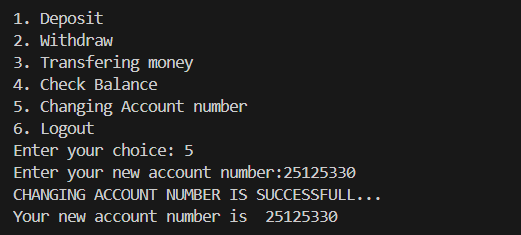 1. Deposit
2. Withdraw
3. Transfering money
4. Check Balance
5. Changing Account number
6. Logout
Enter your choice: 5
Enter your new account number:25125330
CHANGING ACCOUNT NUMBER IS SUCCESSFULL...
Your new account number is  25125330